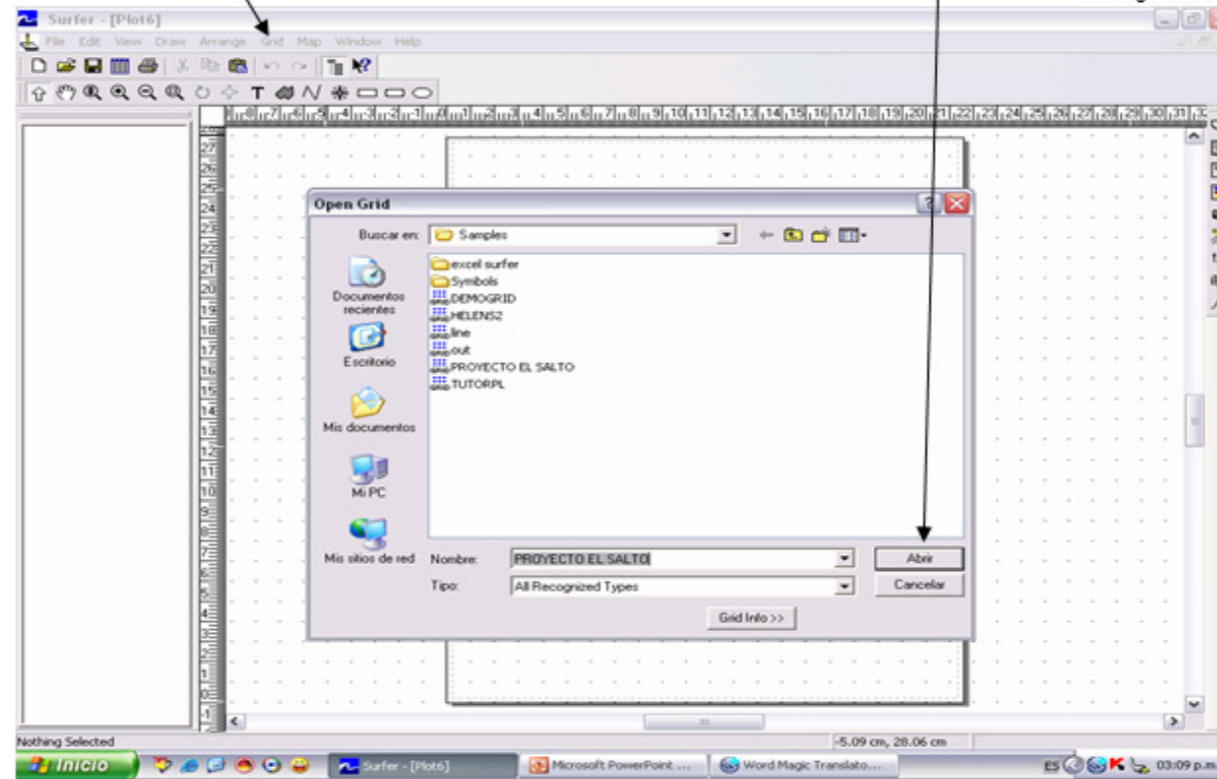 Surfer - [Plot6]
File Edit View Draw Arrange Grid Map Window Help
Open Grid
Buscar en: Samples
excel surfer
Symbols
DEMOGRID
HELENS2
line
out
PROYECTO EL SALTO
TUTORPL
Documentos recientes
Escritorio
Mis documentos
Mi PC
Mis sitios de red
Nombre: PROYECTO EL SALTO
Abrir
Tipo: All Recognized Types
Cancelar
Grid Info >>
Nothing Selected
-5.09 cm, 28.06 cm
Inicio
Surfer - [Plot6]
Microsoft PowerPoint ...
Word Magic Translato...
ES
03:09 p.m.